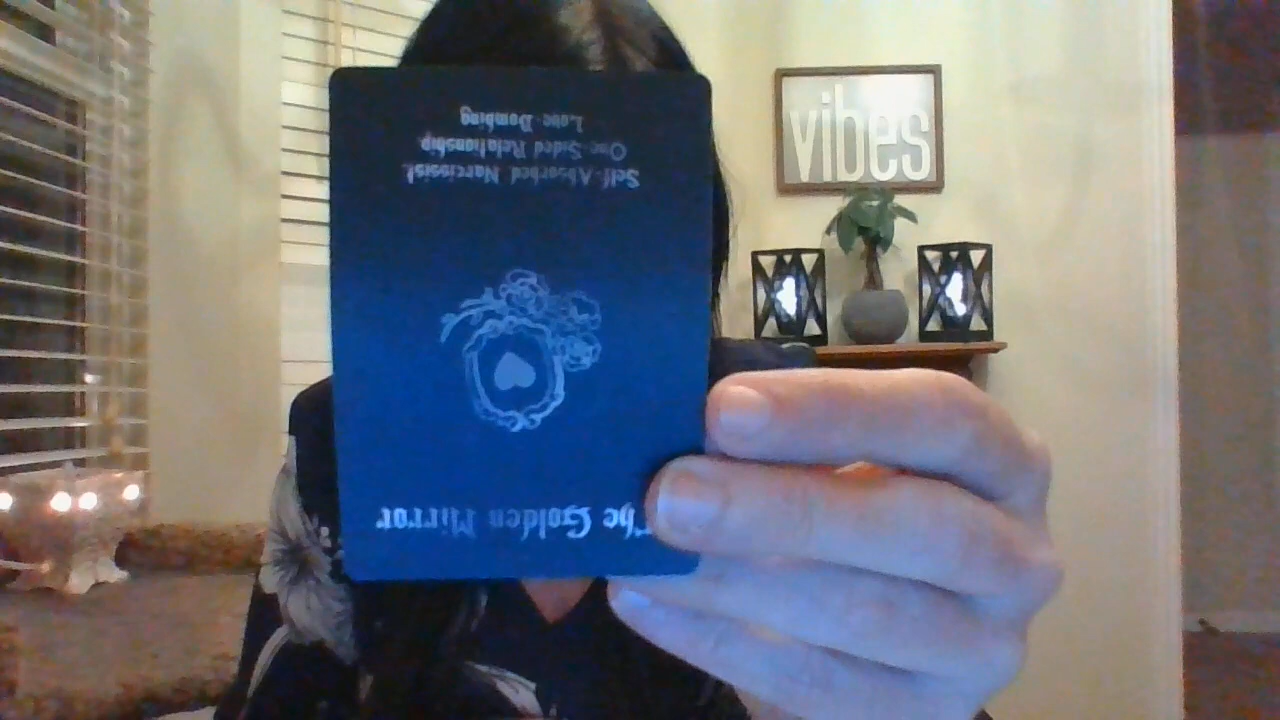 The Golden Mirror
Self-Absorbed Narcissist
One Sided Relationship
Love Bombing
vibes